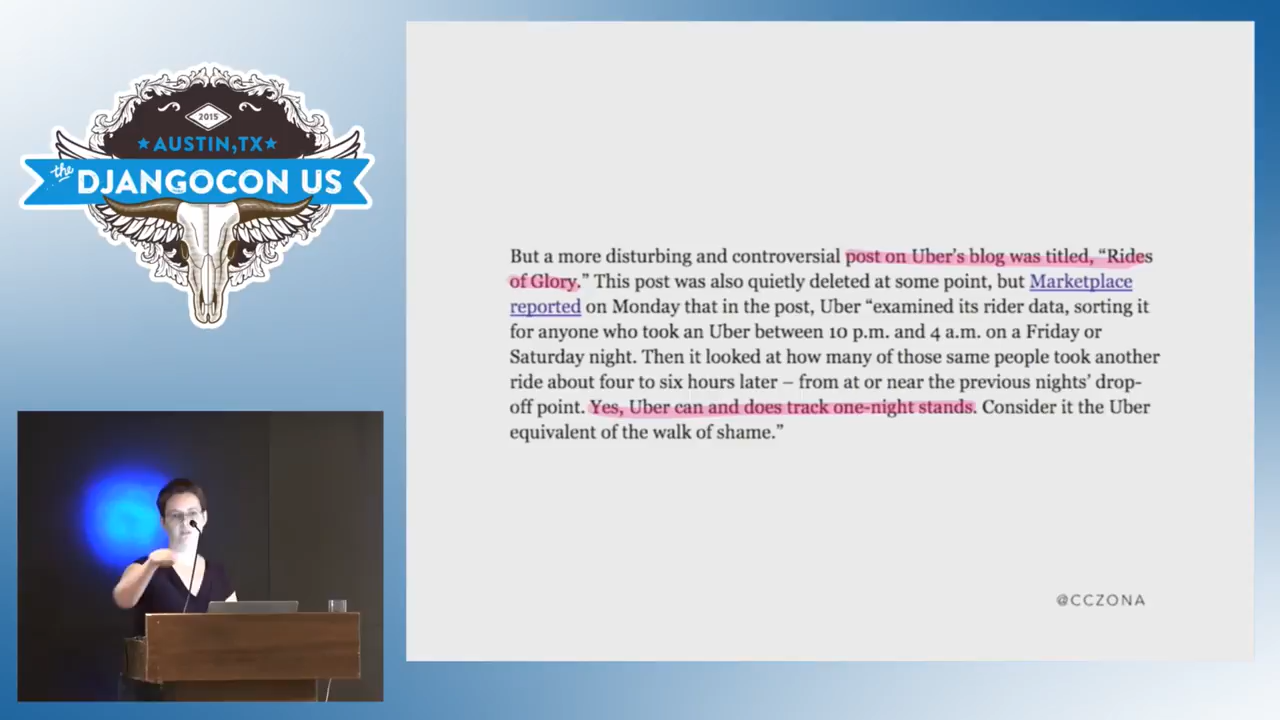 2015
AUSTIN, TX
the
DJANGOCON US
But a more disturbing and controversial post on Uber’s blog was titled, “Rides
of Glory.” This post was also quietly deleted at some point, but Marketplace
reported on Monday that in the post, Uber “examined its rider data, sorting it
for anyone who took an Uber between 10 p.m. and 4 a.m. on a Friday or
Saturday night. Then it looked at how many of those same people took another
ride about four to six hours later – from at or near the previous nights’ drop-
off point. Yes, Uber can and does track one-night stands. Consider it the Uber
equivalent of the walk of shame.”
@CCZONA